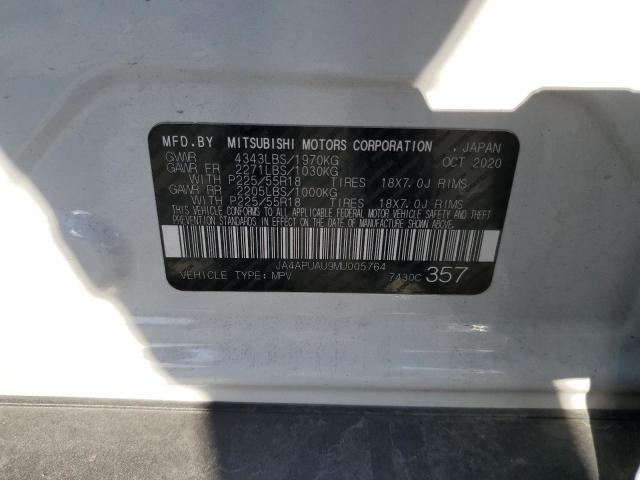 MFD.BY MITSUBISHI MOTORS CORPORATION , JAPAN
GVWR 4343LBS/1970KG OCT 2020
GAWR FR 2271LBS/1030KG
WITH P225/55R18 TIRES 18X7.0J RIMS
GAWR RR 2205LBS/1000KG
WITH P225/55R18 TIRES 18X7.0J RIMS
THIS VEHICLE CONFORMS TO ALL APPLICABLE FEDERAL MOTOR VEHICLE SAFETY AND THEFT
PREVENTION STANDARDS IN EFFECT ON THE DATE OF MANUFACTURE SHOWN ABOVE.
JA4APUAU9MU005764
VEHICLE TYPE: MPV 7430C 357